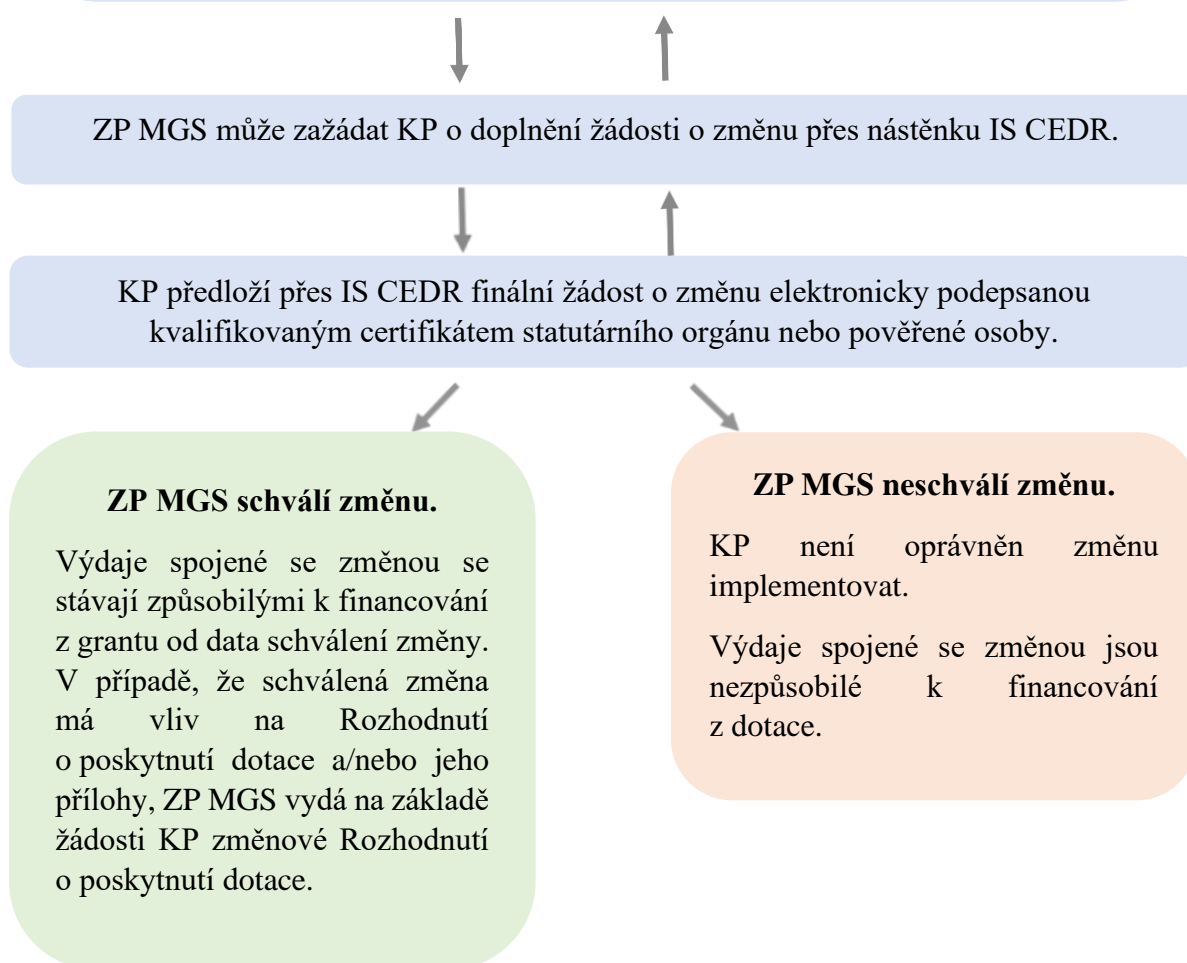 ZP MGS může zažádat KP o doplnění žádosti o změnu přes nástěnku IS CEDR.
KP předloží přes IS CEDR finální žádost o změnu elektronicky podepsanou
kvalifikovaným certifikátem statutárního orgánu nebo pověřené osoby.
ZP MGS schválí změnu.
Výdaje spojené se změnou se
stávají způsobilými k financování
z grantu od data schválení změny.
V případě, že schválená změna
má vliv na Rozhodnutí
o poskytnutí dotace a/nebo jeho
přílohy, ZP MGS vydá na základě
žádosti KP změnové Rozhodnutí
o poskytnutí dotace.
ZP MGS neschválí změnu.
KP není oprávněn změnu
implementovat.
Výdaje spojené se změnou jsou
nezpůsobilé k financování
z dotace.